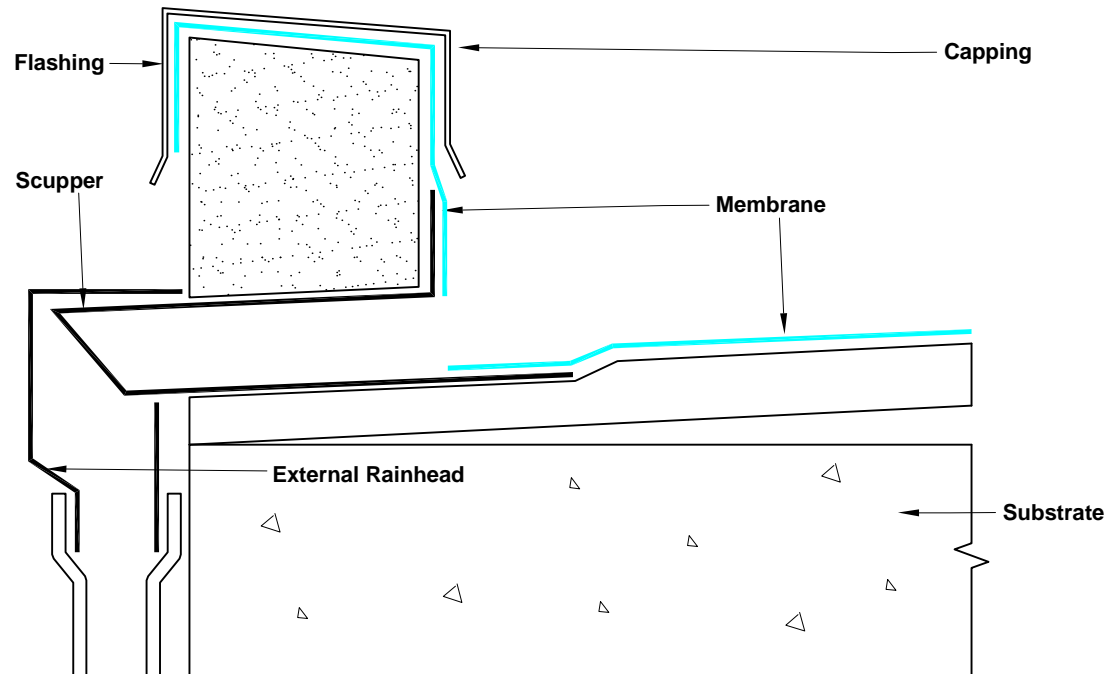 Capping
Flashing
Scupper
Membrane
External Rainhead
Substrate